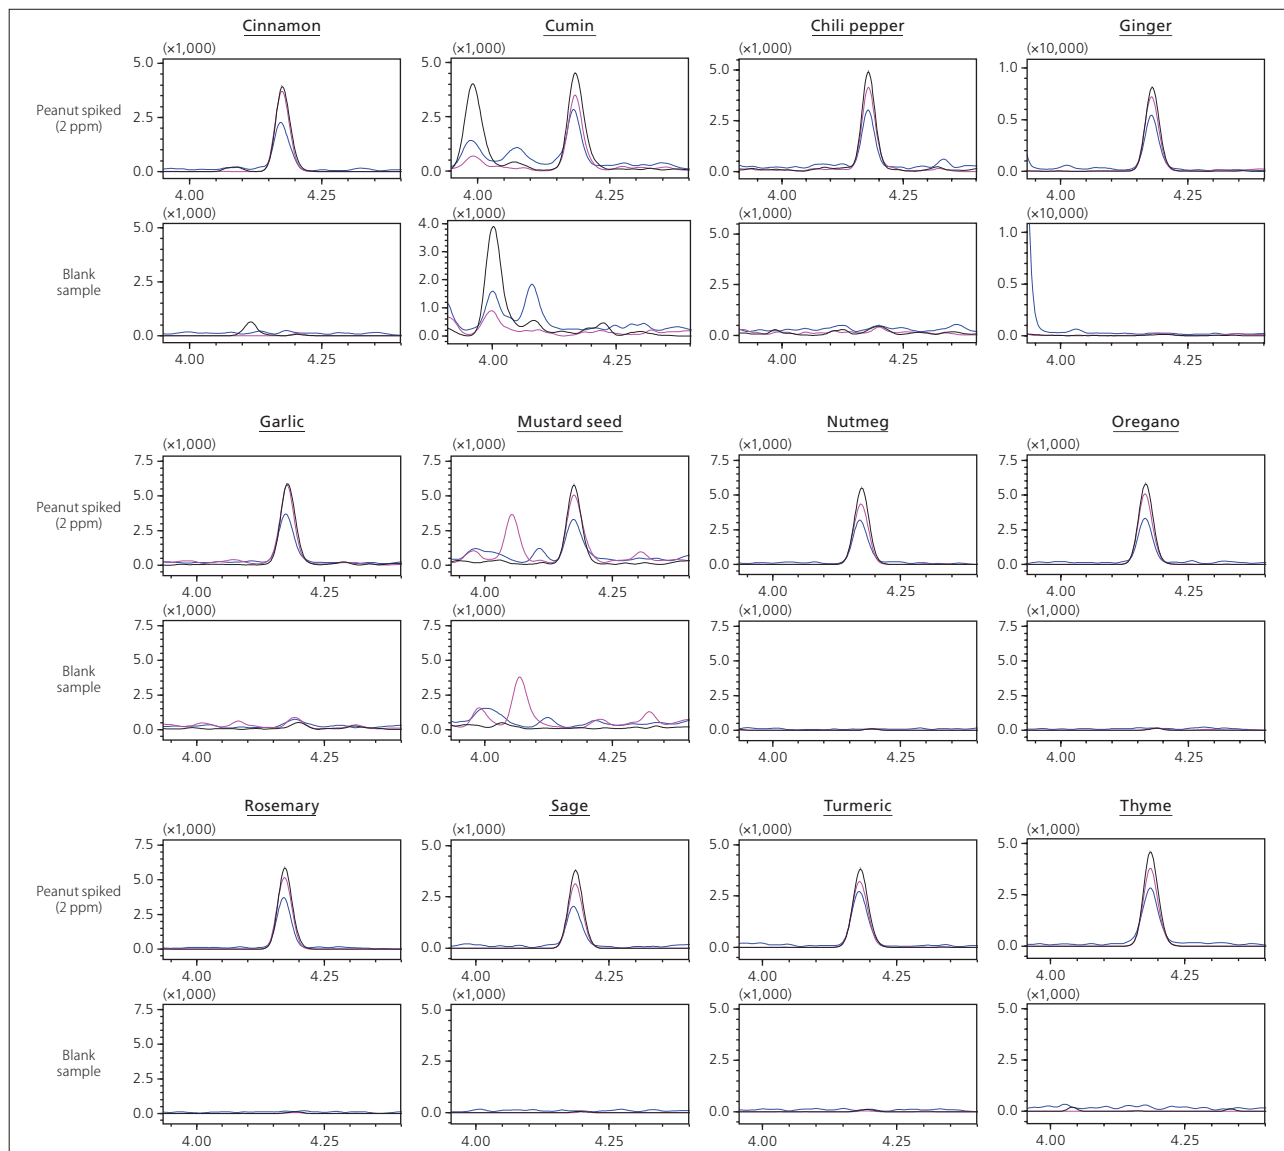 Cinnamon Cumin Chili pepper Ginger
(×1,000) (×1,000) (×1,000) (×10,000)
Peanut spiked
(2 ppm)
5.0 2.5 0.0 4.00 4.25
5.0 2.5 0.0 4.00 4.25
5.0 2.5 0.0 4.00 4.25
1.0 0.5 0.0 4.00 4.25
(×1,000) (×1,000) (×1,000) (×10,000)
Blank
sample
5.0 2.5 0.0 4.00 4.25
4.0 3.0 2.0 1.0 0.0 4.00 4.25
5.0 2.5 0.0 4.00 4.25
1.0 0.5 0.0 4.00 4.25
Garlic Mustard seed Nutmeg Oregano
(×1,000) (×1,000) (×1,000) (×1,000)
Peanut spiked
(2 ppm)
7.5 5.0 2.5 0.0 4.00 4.25
7.5 5.0 2.5 0.0 4.00 4.25
7.5 5.0 2.5 0.0 4.00 4.25
7.5 5.0 2.5 0.0 4.00 4.25
(×1,000) (×1,000) (×1,000) (×1,000)
Blank
sample
7.5 5.0 2.5 0.0 4.00 4.25
7.5 5.0 2.5 0.0 4.00 4.25
7.5 5.0 2.5 0.0 4.00 4.25
7.5 5.0 2.5 0.0 4.00 4.25
Rosemary Sage Turmeric Thyme
(×1,000) (×1,000) (×1,000) (×1,000)
Peanut spiked
(2 ppm)
7.5 5.0 2.5 0.0 4.00 4.25
5.0 2.5 0.0 4.00 4.25
5.0 2.5 0.0 4.00 4.25
5.0 2.5 0.0 4.00 4.25
(×1,000) (×1,000) (×1,000) (×1,000)
Blank
sample
7.5 5.0 2.5 0.0 4.00 4.25
5.0 2.5 0.0 4.00 4.25
5.0 2.5 0.0 4.00 4.25
5.0 2.5 0.0 4.00 4.25